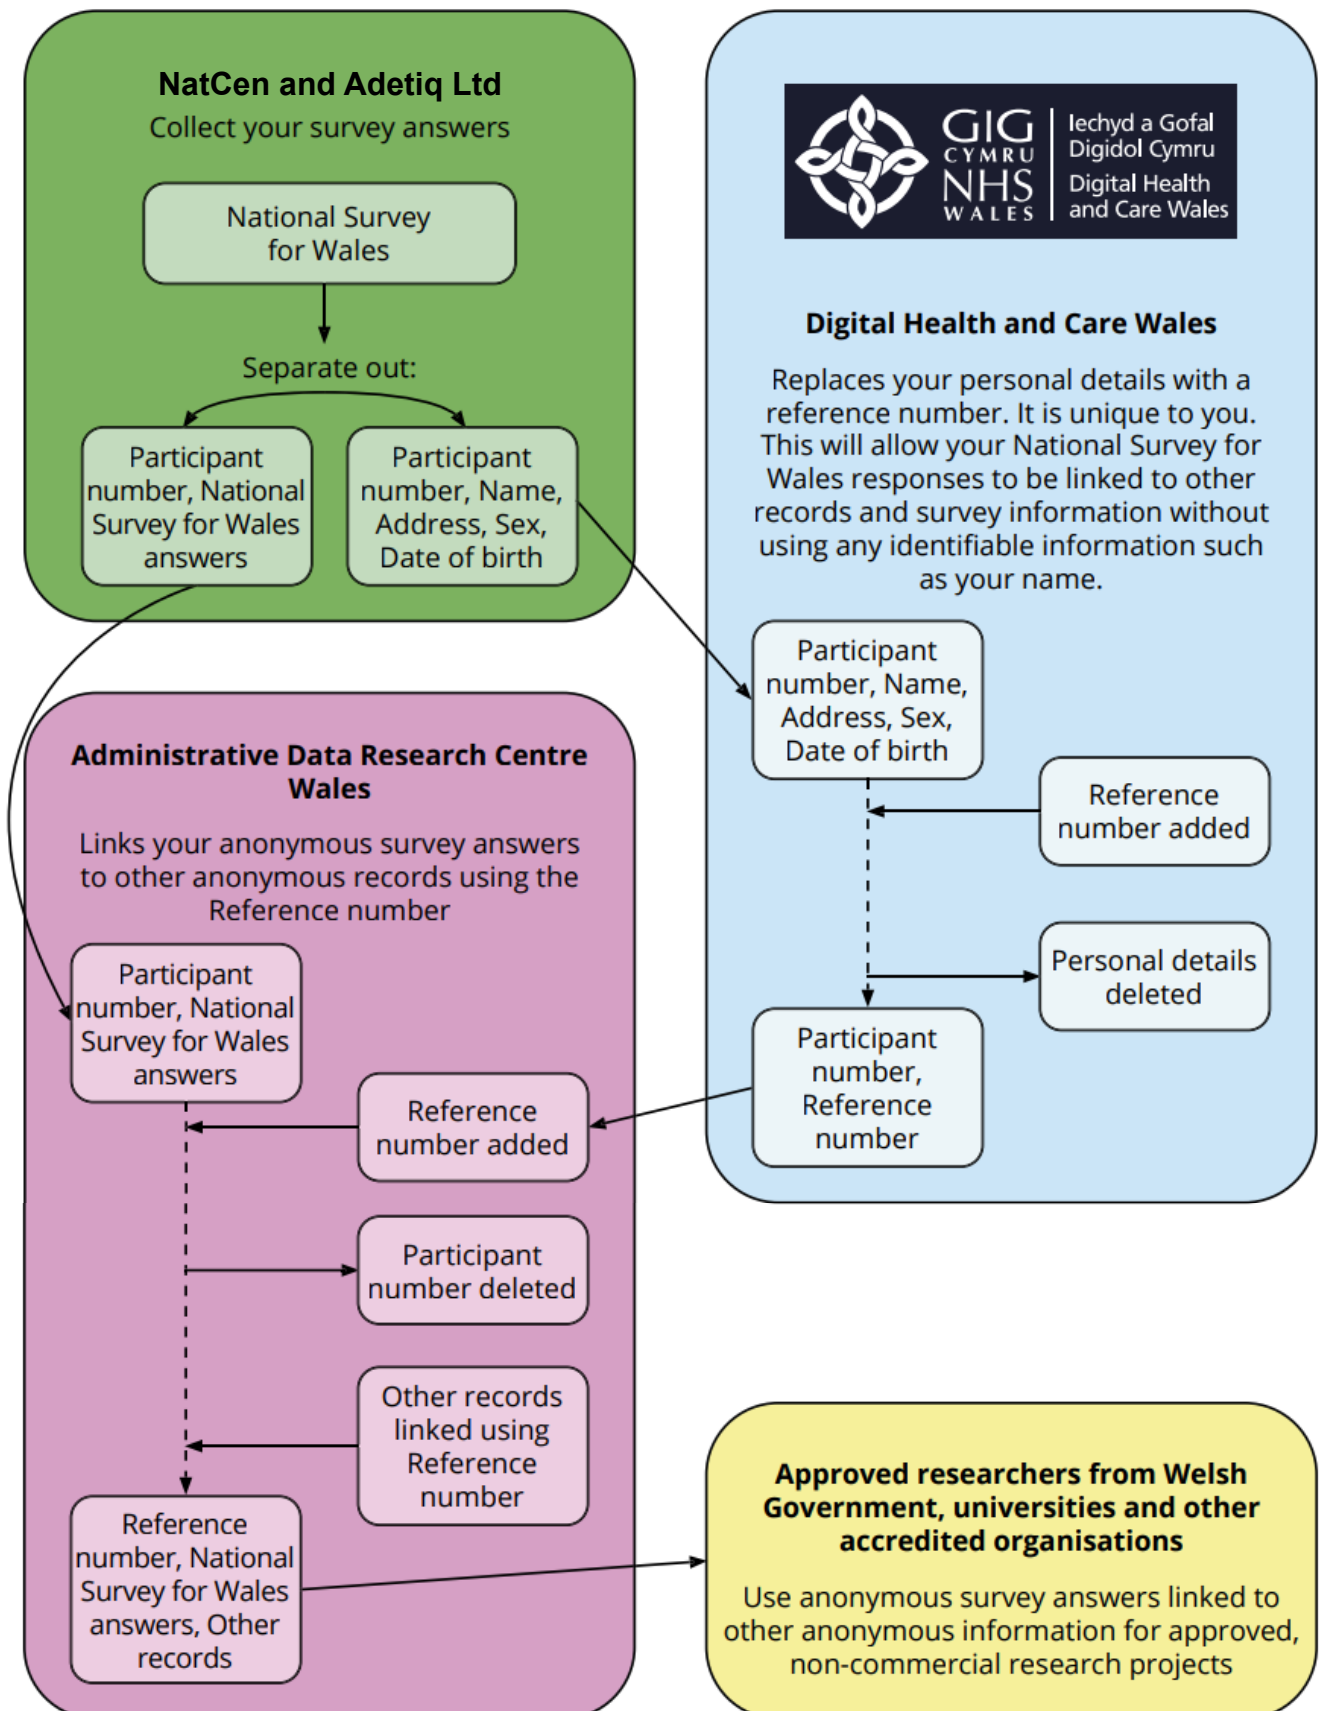 NatCen and Adetiq Ltd
Collect your survey answers
National Survey
for Wales
Separate out:
Participant
number, National
Survey for Wales
answers
Participant
number, Name,
Address, Sex,
Date of birth
GIG
CYMRU
NHS
WALES
Iechyd a Gofal
Digidol Cymru
Digital Health
and Care Wales
Digital Health and Care Wales
Replaces your personal details with a
reference number. It is unique to you.
This will allow your National Survey for
Wales responses to be linked to other
records and survey information without
using any identifiable information such
as your name.
Participant
number, Name,
Address, Sex,
Date of birth
Reference
number added
Personal details
deleted
Participant
number,
Reference
number
Administrative Data Research Centre
Wales
Links your anonymous survey answers
to other anonymous records using the
Reference number
Participant
number, National
Survey for Wales
answers
Reference
number added
Participant
number deleted
Other records
linked using
Reference
number
Reference
number, National
Survey for Wales
answers, Other
records
Approved researchers from Welsh
Government, universities and other
accredited organisations
Use anonymous survey answers linked to
other anonymous information for approved,
non-commercial research projects